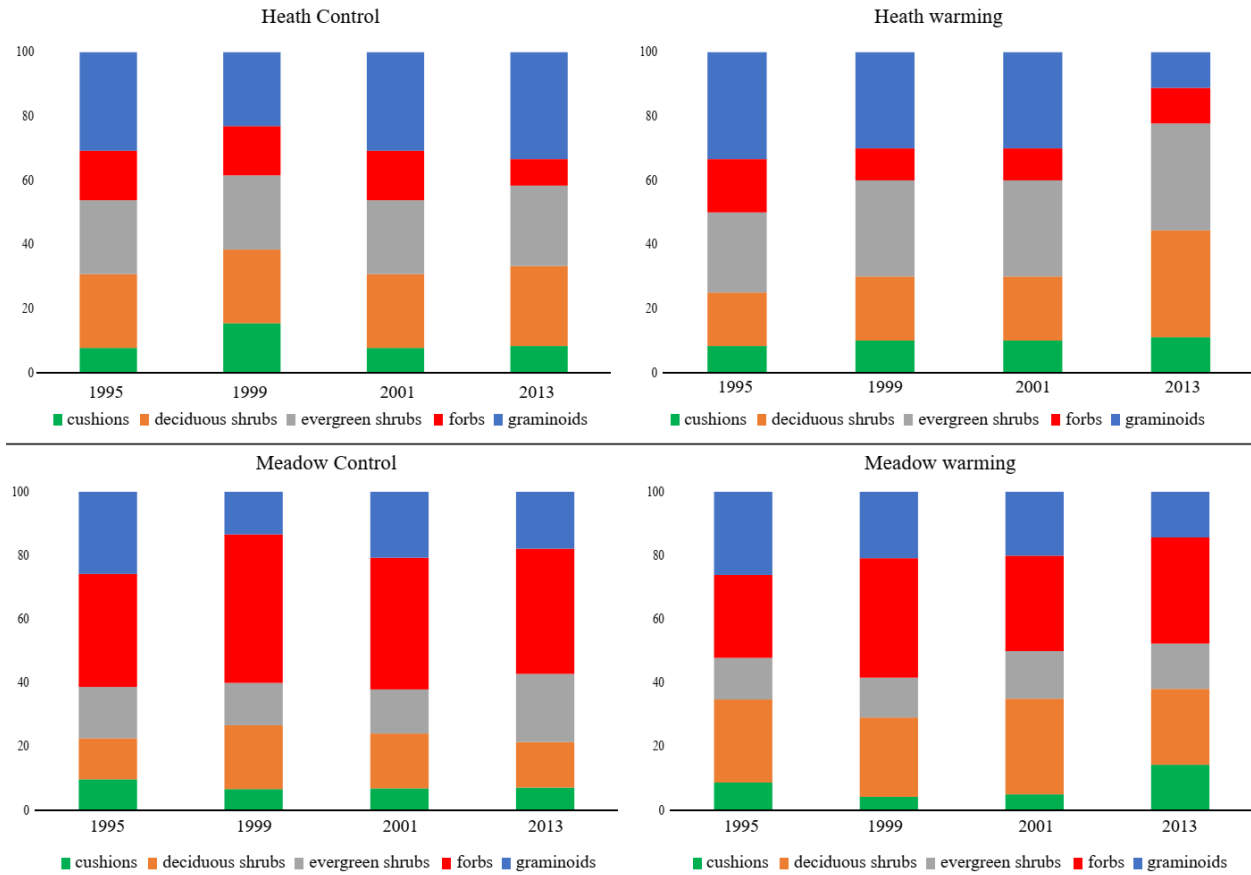 Heath Control
100
80
60
40
20
0
1995 1999 2001 2013
cushions deciduous shrubs evergreen shrubs forbs graminoids
Heath warming
100
80
60
40
20
0
1995 1999 2001 2013
cushions deciduous shrubs evergreen shrubs forbs graminoids
Meadow Control
100
80
60
40
20
0
1995 1999 2001 2013
cushions deciduous shrubs evergreen shrubs forbs graminoids
Meadow warming
100
80
60
40
20
0
1995 1999 2001 2013
cushions deciduous shrubs evergreen shrubs forbs graminoids